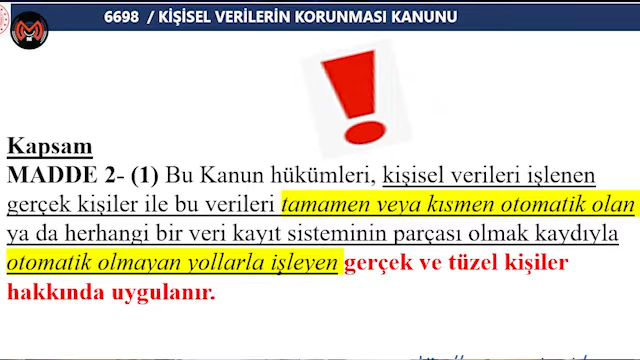 6698 / KİŞİSEL VERİLERİN KORUNMASI KANUNU
Kapsam
MADDE 2- (1) Bu Kanun hükümleri, kişisel verileri işlenen
gerçek kişiler ile bu verileri tamamen veya kısmen otomatik olan
ya da herhangi bir veri kayıt sisteminin parçası olmak kaydıyla
otomatik olmayan yollarla işleyen gerçek ve tüzel kişiler
hakkında uygulanır.